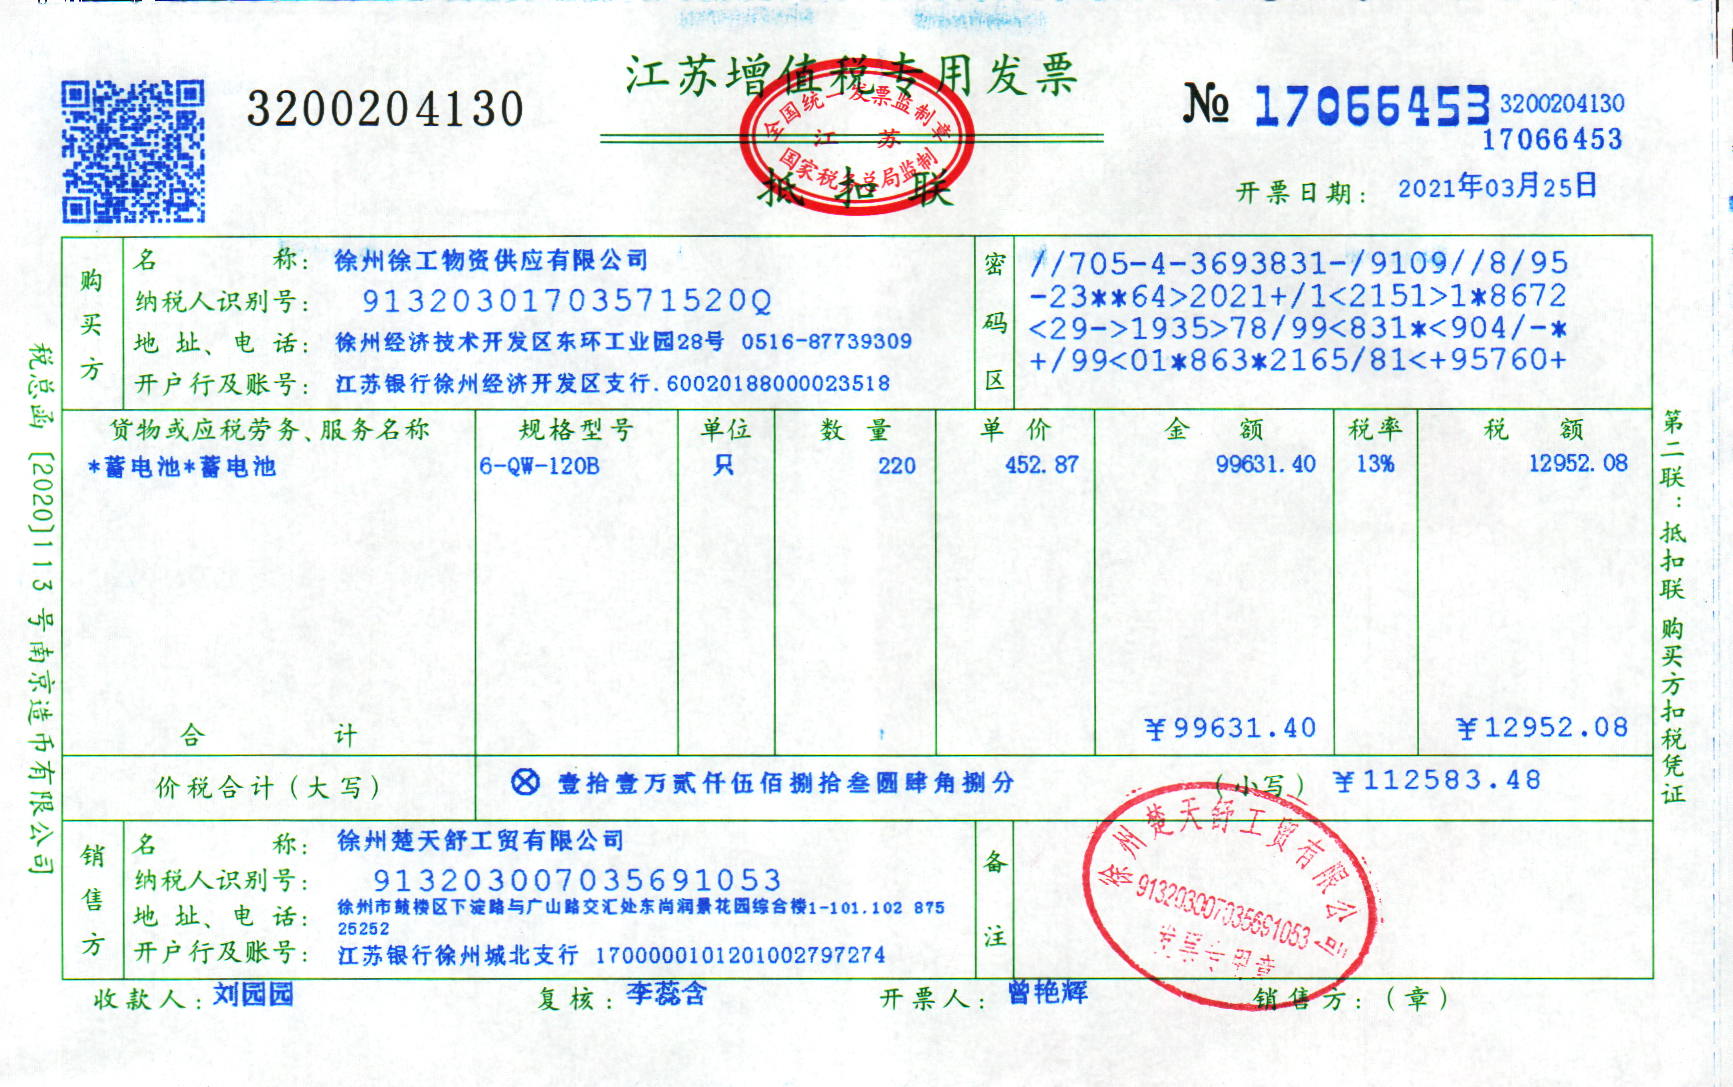 江苏增值税专用发票
3200204130
№ 17066453
3200204130
17066453
全国统一发票监制章
江 苏
国家税务总局监制
抵扣联
开票日期： 2021年03月25日
购买方
名 称： 徐州徐工物资供应有限公司
纳税人识别号： 91320301703571520Q
地 址、电 话： 徐州经济技术开发区东环工业园28号 0516-87739309
开户行及账号： 江苏银行徐州经济开发区支行.60020188000023518
密码区
//705-4-3693831-/9109//8/95
-23**64>2021+/1<2151>1*8672
<29->1935>78/99<831*<904/-*
+/99<01*863*2165/81<+95760+
货物或应税劳务、服务名称 规格型号 单位 数 量 单 价 金 额 税率 税 额
*蓄电池*蓄电池 6-QW-120B 只 220 452.87 99631.40 13% 12952.08
合 计 ￥99631.40 ￥12952.08
价税合计（大写） ⊗ 壹拾壹万贰仟伍佰捌拾叁圆肆角捌分 （小写） ￥112583.48
销售方
名 称： 徐州楚天舒工贸有限公司
纳税人识别号： 913203007035691053
地 址、电 话： 徐州市鼓楼区下淀路与广山路交汇处东尚润景花园综合楼1-101.102 875
25252
开户行及账号： 江苏银行徐州城北支行 17000001012010027972​74
备注
徐州楚天舒工贸有限公司
913203007035691053
发票专用章
收款人：刘园园 复核：李蕊含 开票人：曾艳辉 销售方：（章）
税总函〔2020〕113号南京造币有限公司
第二联：抵扣联 购买方扣税凭证